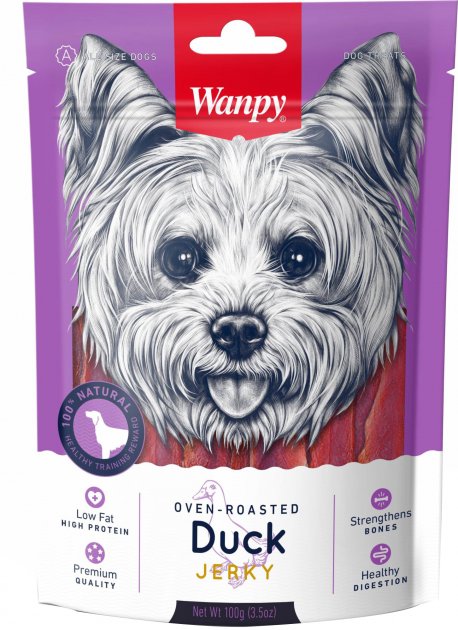 A ALL SIZE DOGS
DOG TREATS
Wanpy®
100% NATURAL
HEALTHY TRAINING REWARD
Low Fat
HIGH PROTEIN
Premium
QUALITY
OVEN-ROASTED
Duck
JERKY
Strengthens
BONES
Healthy
DIGESTION
Net Wt 100g (3.5oz)